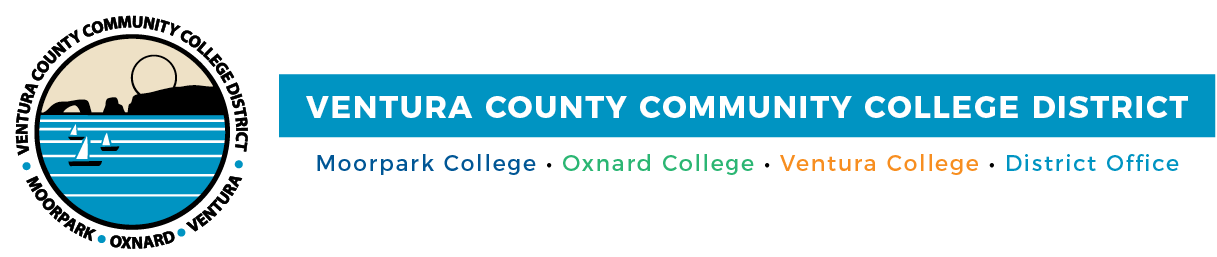 VENTURA COUNTY COMMUNITY COLLEGE DISTRICT
• MOORPARK • OXNARD • VENTURA •
VENTURA COUNTY COMMUNITY COLLEGE DISTRICT
Moorpark College • Oxnard College • Ventura College • District Office